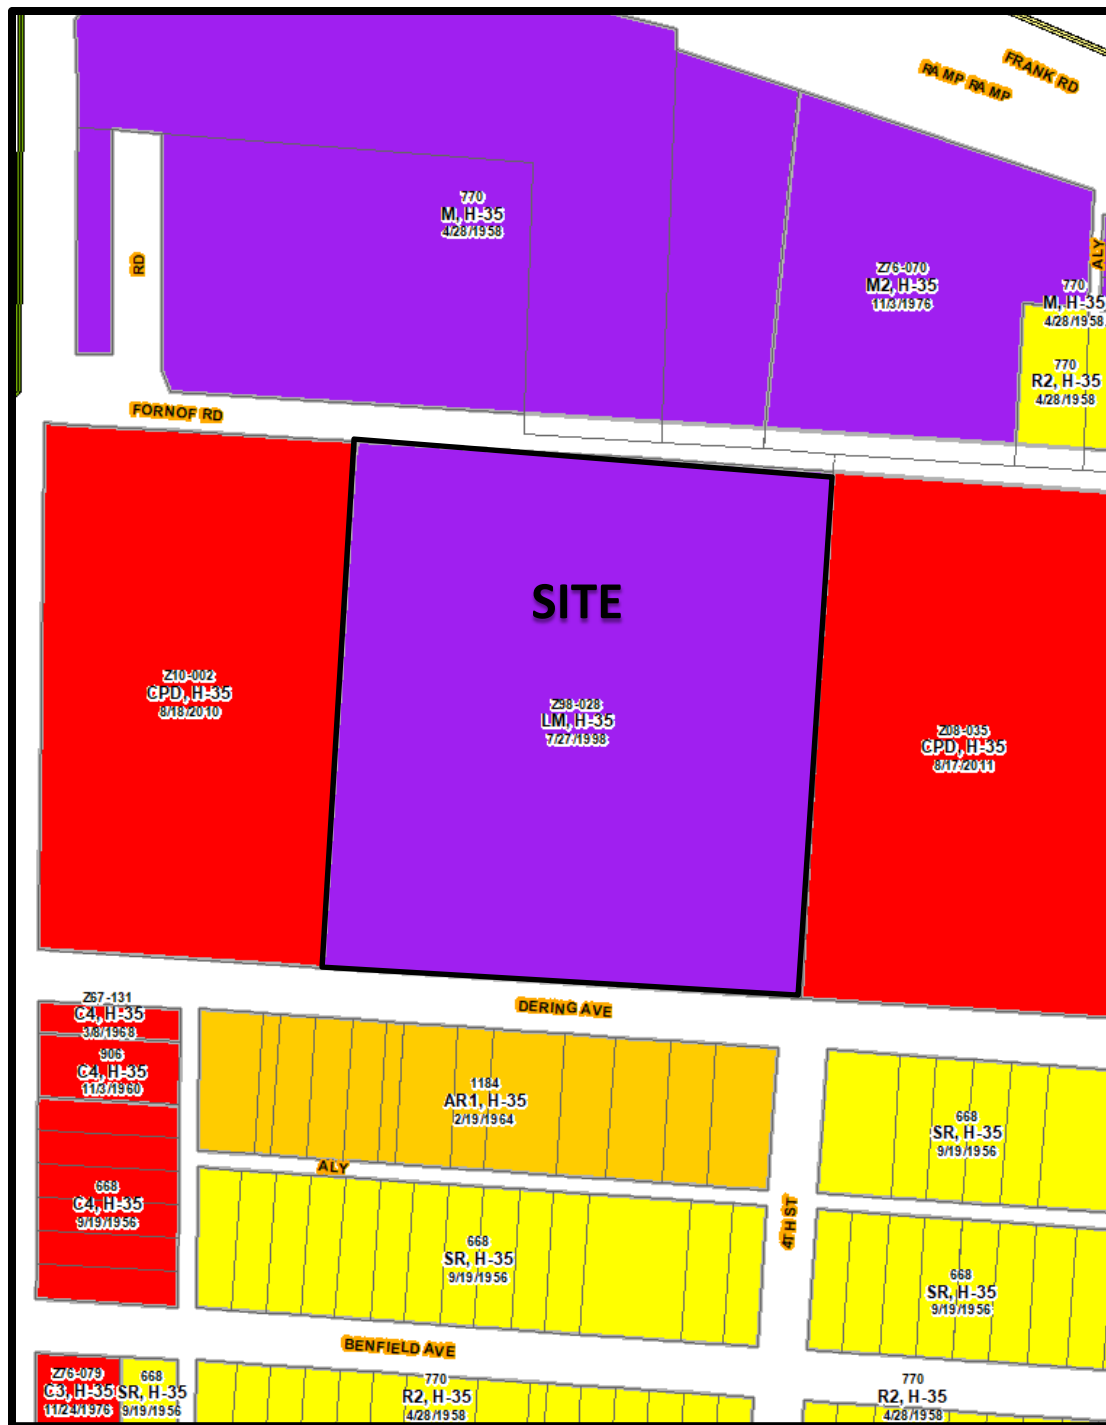 FRANK RD
RAMP RAMP
770
M, H-35
4/28/1958
RD
ALY
Z76-070
M2, H-35
11/3/1976
770
M, H-35
4/28/1958
770
R2, H-35
4/28/1958
FORNOF RD
SITE
Z10-002
CPD, H-35
8/18/2010
Z98-028
LM, H-35
7/27/1998
Z08-035
CPD, H-35
8/17/2011
Z67-131
C4, H-35
3/8/1968
DERING AVE
906
C4, H-35
11/3/1960
1184
AR1, H-35
2/19/1964
668
SR, H-35
9/19/1956
ALY
668
C4, H-35
9/19/1956
4TH ST
668
SR, H-35
9/19/1956
668
SR, H-35
9/19/1956
BENFIELD AVE
Z76-079
C3, H-35
11/24/1976
668
SR, H-35
9/19/1956
770
R2, H-35
4/28/1958
770
R2, H-35
4/28/1958